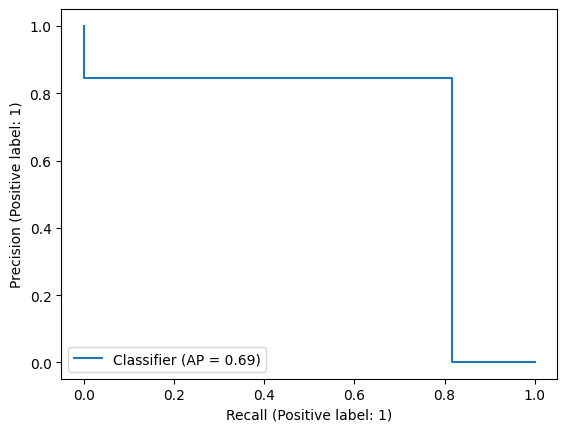 1.0
0.8
0.6
0.4
0.2
0.0
Precision (Positive label: 1)
Classifier (AP = 0.69)
0.0 0.2 0.4 0.6 0.8 1.0
Recall (Positive label: 1)